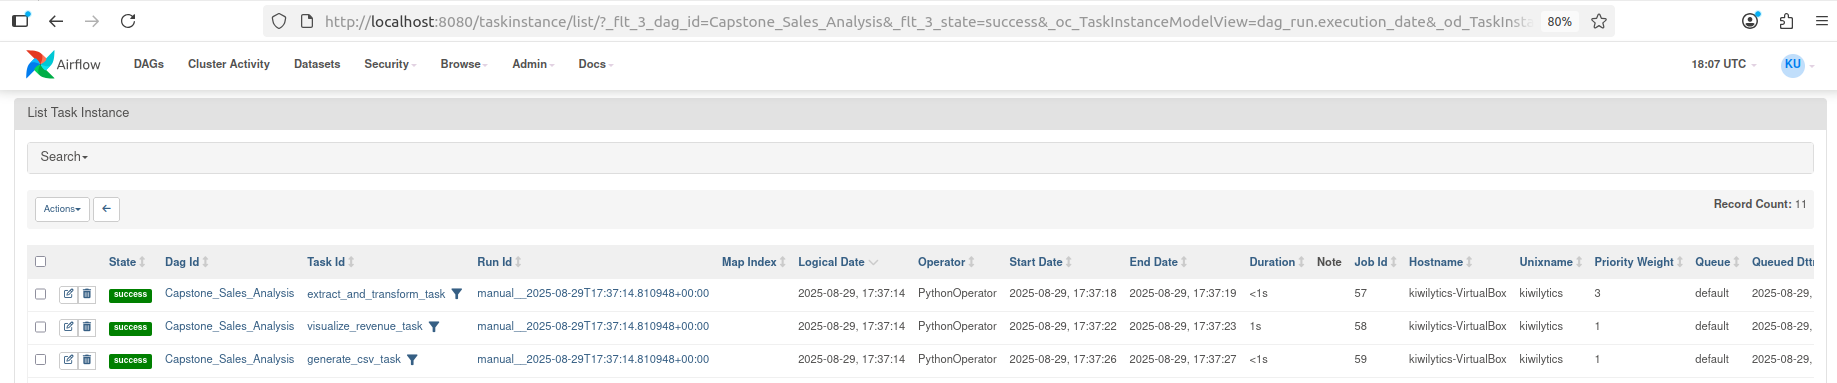 http://localhost:8080/taskinstance/list/?_flt_3_dag_id=Capstone_Sales_Analysis&_flt_3_state=success&_oc_TaskInstanceModelView=dag_run.execution_date&_od_TaskInsta 80%
Airflow DAGs Cluster Activity Datasets Security Browse Admin Docs 18:07 UTC KU
List Task Instance
Search
Actions Record Count: 11
State Dag Id Task Id Run Id Map Index Logical Date Operator Start Date End Date Duration Note Job Id Hostname Unixname Priority Weight Queue Queued Dttm
success Capstone_Sales_Analysis extract_and_transform_task manual__2025-08-29T17:37:14.810948+00:00 2025-08-29, 17:37:14 PythonOperator 2025-08-29, 17:37:18 2025-08-29, 17:37:19 <1s 57 kiwilytics-VirtualBox kiwilytics 3 default 2025-08-29,
success Capstone_Sales_Analysis visualize_revenue_task manual__2025-08-29T17:37:14.810948+00:00 2025-08-29, 17:37:14 PythonOperator 2025-08-29, 17:37:22 2025-08-29, 17:37:23 1s 58 kiwilytics-VirtualBox kiwilytics 1 default 2025-08-29,
success Capstone_Sales_Analysis generate_csv_task manual__2025-08-29T17:37:14.810948+00:00 2025-08-29, 17:37:14 PythonOperator 2025-08-29, 17:37:26 2025-08-29, 17:37:27 <1s 59 kiwilytics-VirtualBox kiwilytics 1 default 2025-08-29,